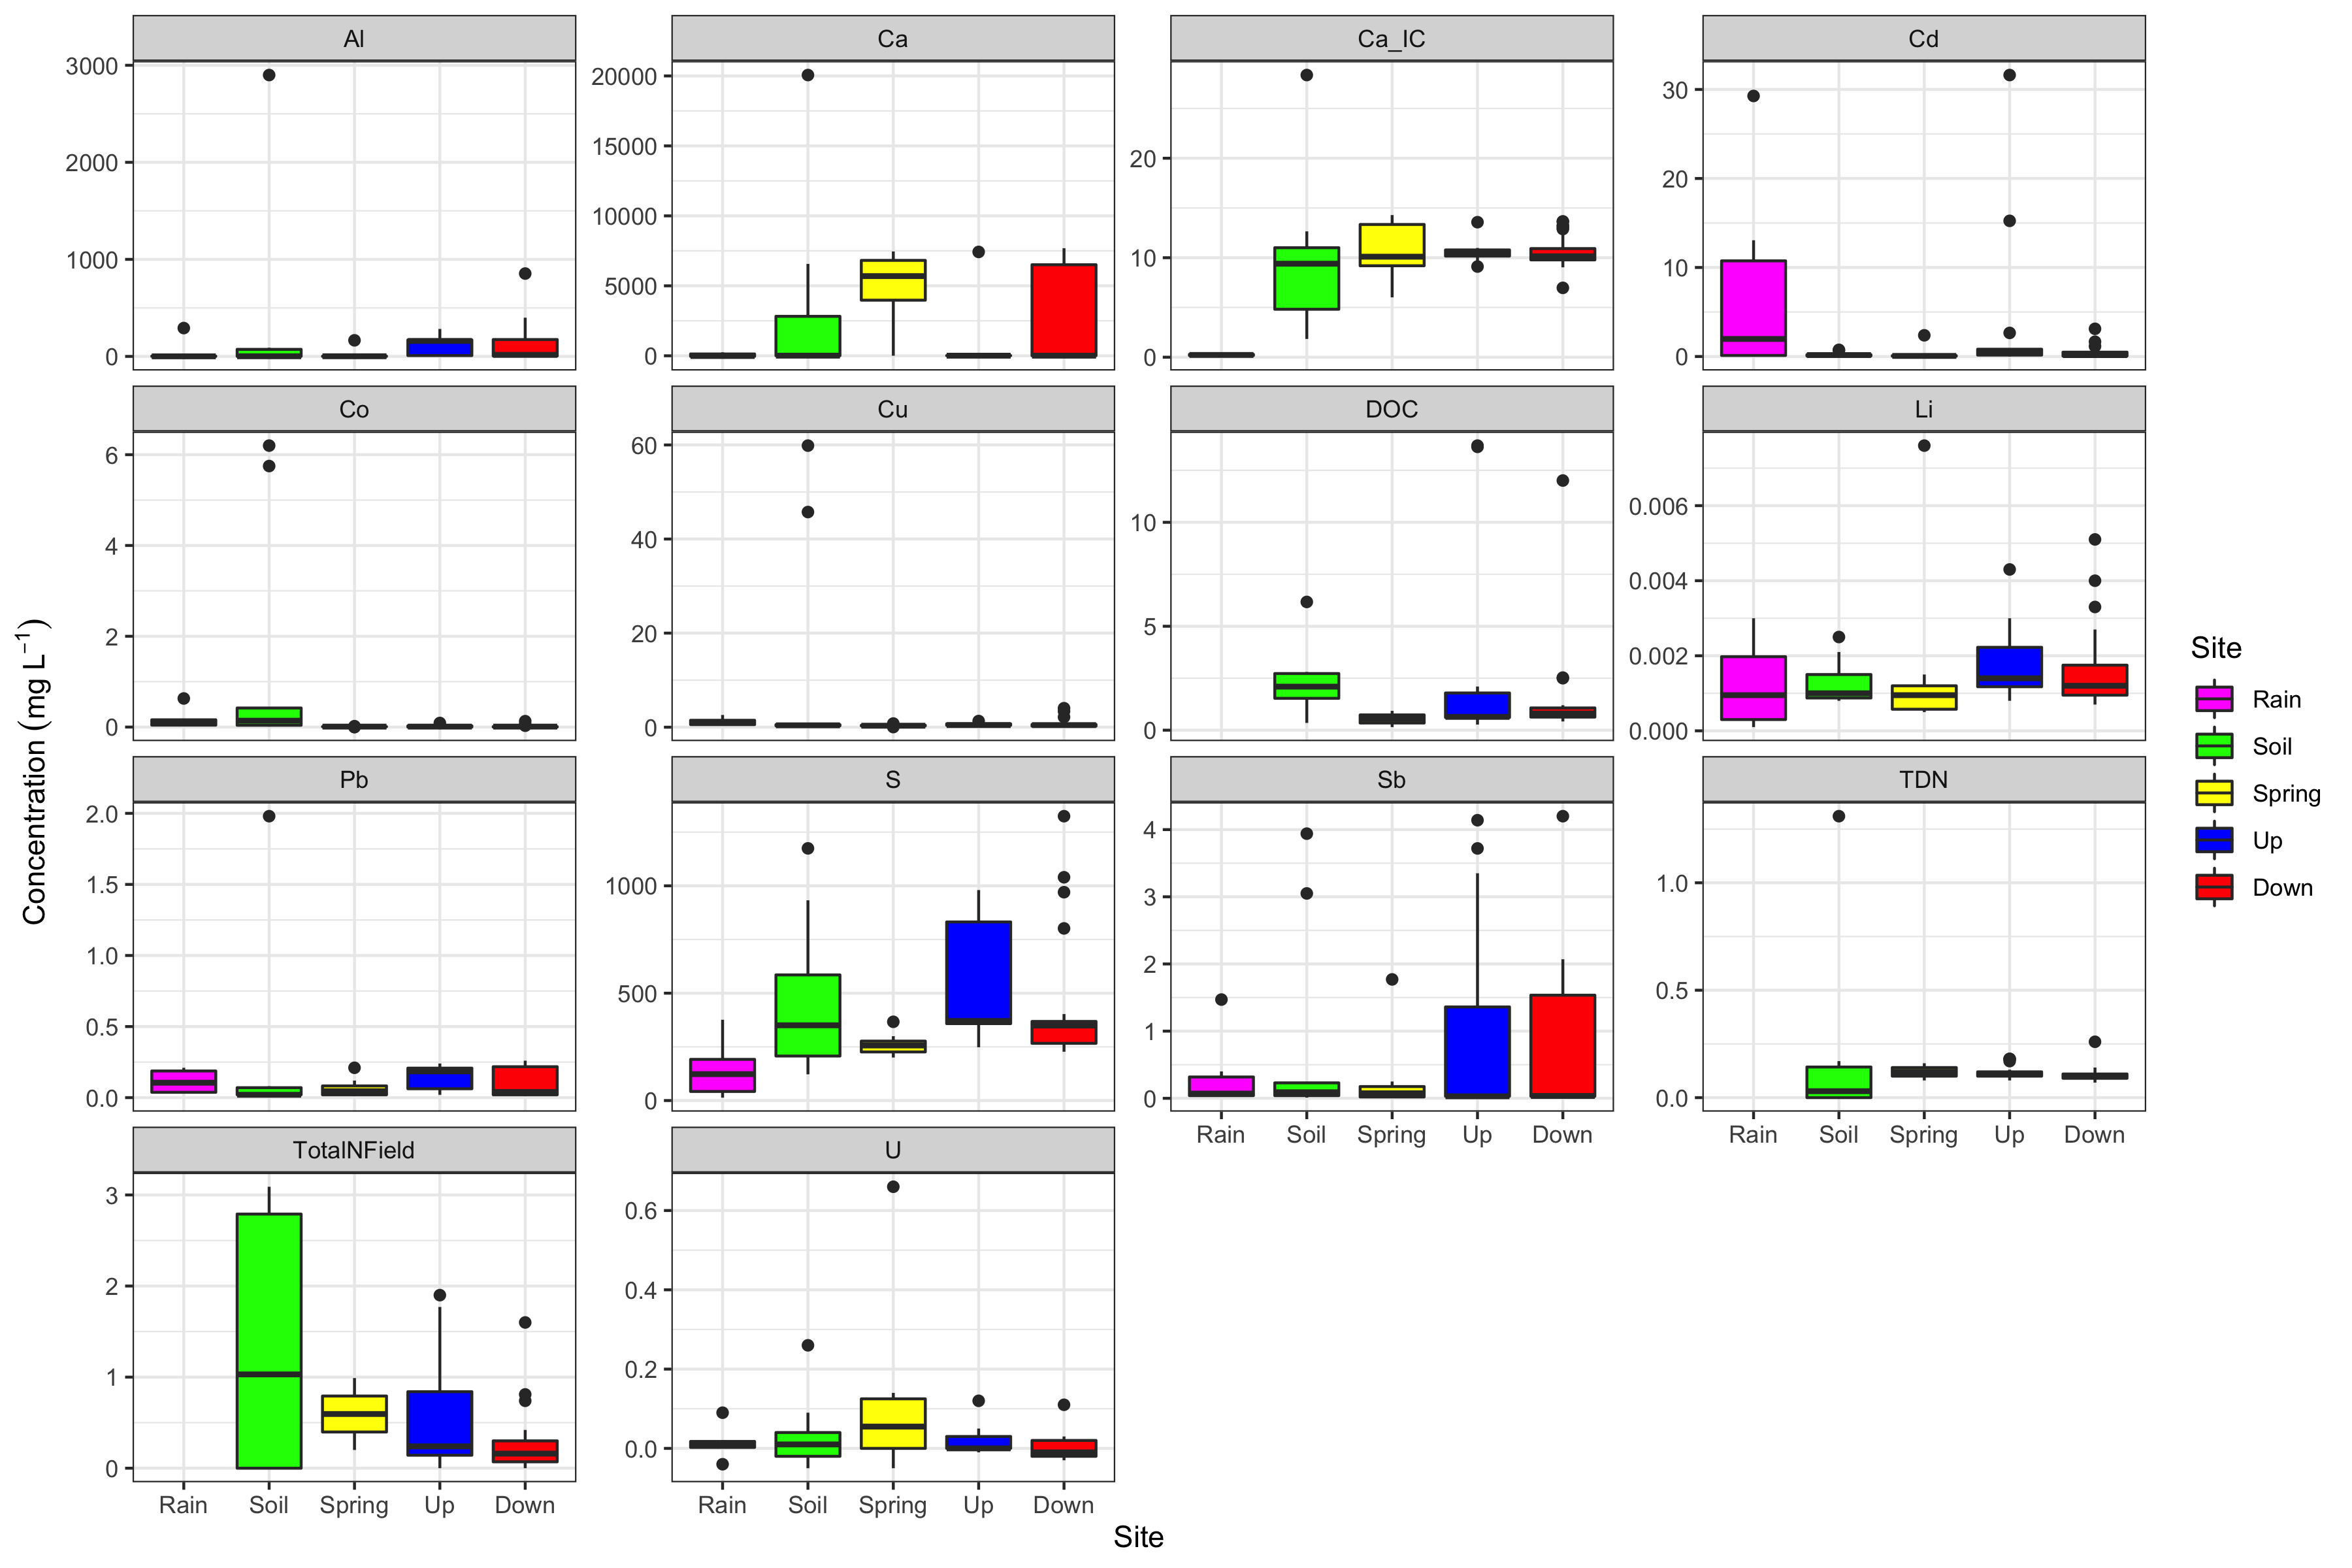 Al
Ca
Ca_IC
Cd
3000
2000
1000
0
20000
15000
10000
5000
0
20
10
0
30
20
10
0
Co
Cu
DOC
Li
6
4
2
0
60
40
20
0
10
5
0
0.006
0.004
0.002
0.000
Pb
S
Sb
TDN
2.0
1.5
1.0
0.5
0.0
1000
500
0
4
3
2
1
0
1.0
0.5
0.0
Rain Soil Spring Up Down
Rain Soil Spring Up Down
TotalNField
U
3
2
1
0
0.6
0.4
0.2
0.0
Rain Soil Spring Up Down
Rain Soil Spring Up Down
Site
Concentration (mg L⁻¹)
Site
Rain
Soil
Spring
Up
Down